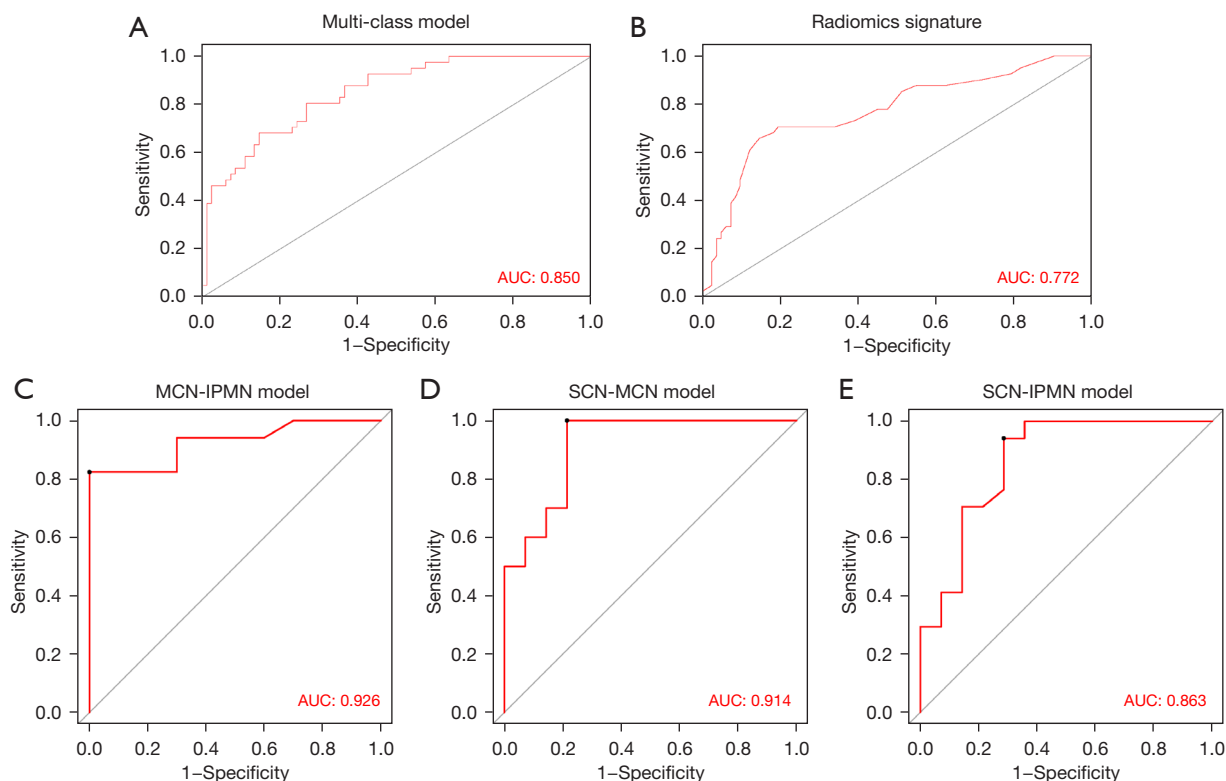 A
Multi-class model
Sensitivity
1.0
0.8
0.6
0.4
0.2
0.0
AUC: 0.850
0.0 0.2 0.4 0.6 0.8 1.0
1−Specificity
B
Radiomics signature
Sensitivity
1.0
0.8
0.6
0.4
0.2
0.0
AUC: 0.772
0.0 0.2 0.4 0.6 0.8 1.0
1−Specificity
C
MCN-IPMN model
Sensitivity
1.0
0.8
0.6
0.4
0.2
0.0
AUC: 0.926
0.0 0.2 0.4 0.6 0.8 1.0
1−Specificity
D
SCN-MCN model
Sensitivity
1.0
0.8
0.6
0.4
0.2
0.0
AUC: 0.914
0.0 0.2 0.4 0.6 0.8 1.0
1−Specificity
E
SCN-IPMN model
Sensitivity
1.0
0.8
0.6
0.4
0.2
0.0
AUC: 0.863
0.0 0.2 0.4 0.6 0.8 1.0
1−Specificity